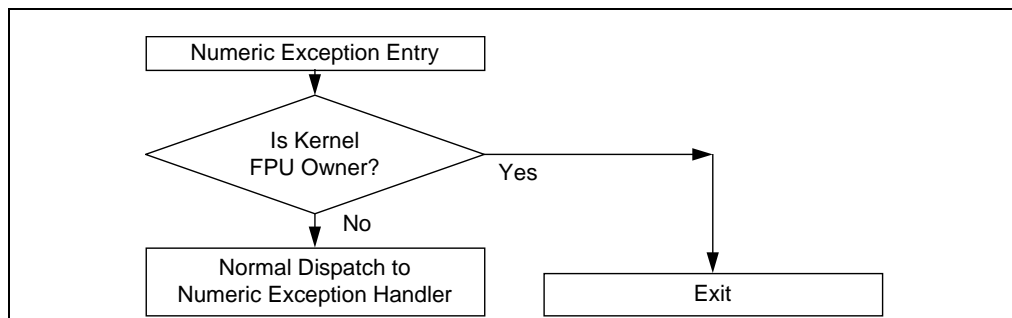 Numeric Exception Entry
Is Kernel
FPU Owner?
Yes
No
Normal Dispatch to
Numeric Exception Handler
Exit